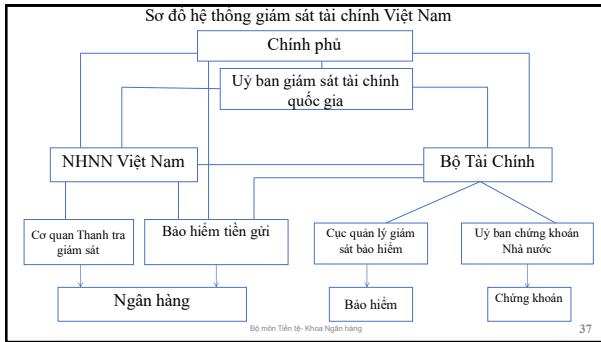 Sơ đồ hệ thống giám sát tài chính Việt Nam
Chính phủ
Uỷ ban giám sát tài chính
quốc gia
NHNN Việt Nam
Bộ Tài Chính
Cơ quan Thanh tra
giám sát
Bảo hiểm tiền gửi
Cục quản lý giám
sát bảo hiểm
Uỷ ban chứng khoán
Nhà nước
Ngân hàng
Bảo hiểm
Chứng khoán
Bộ môn Tiền tệ- Khoa Ngân hàng
37